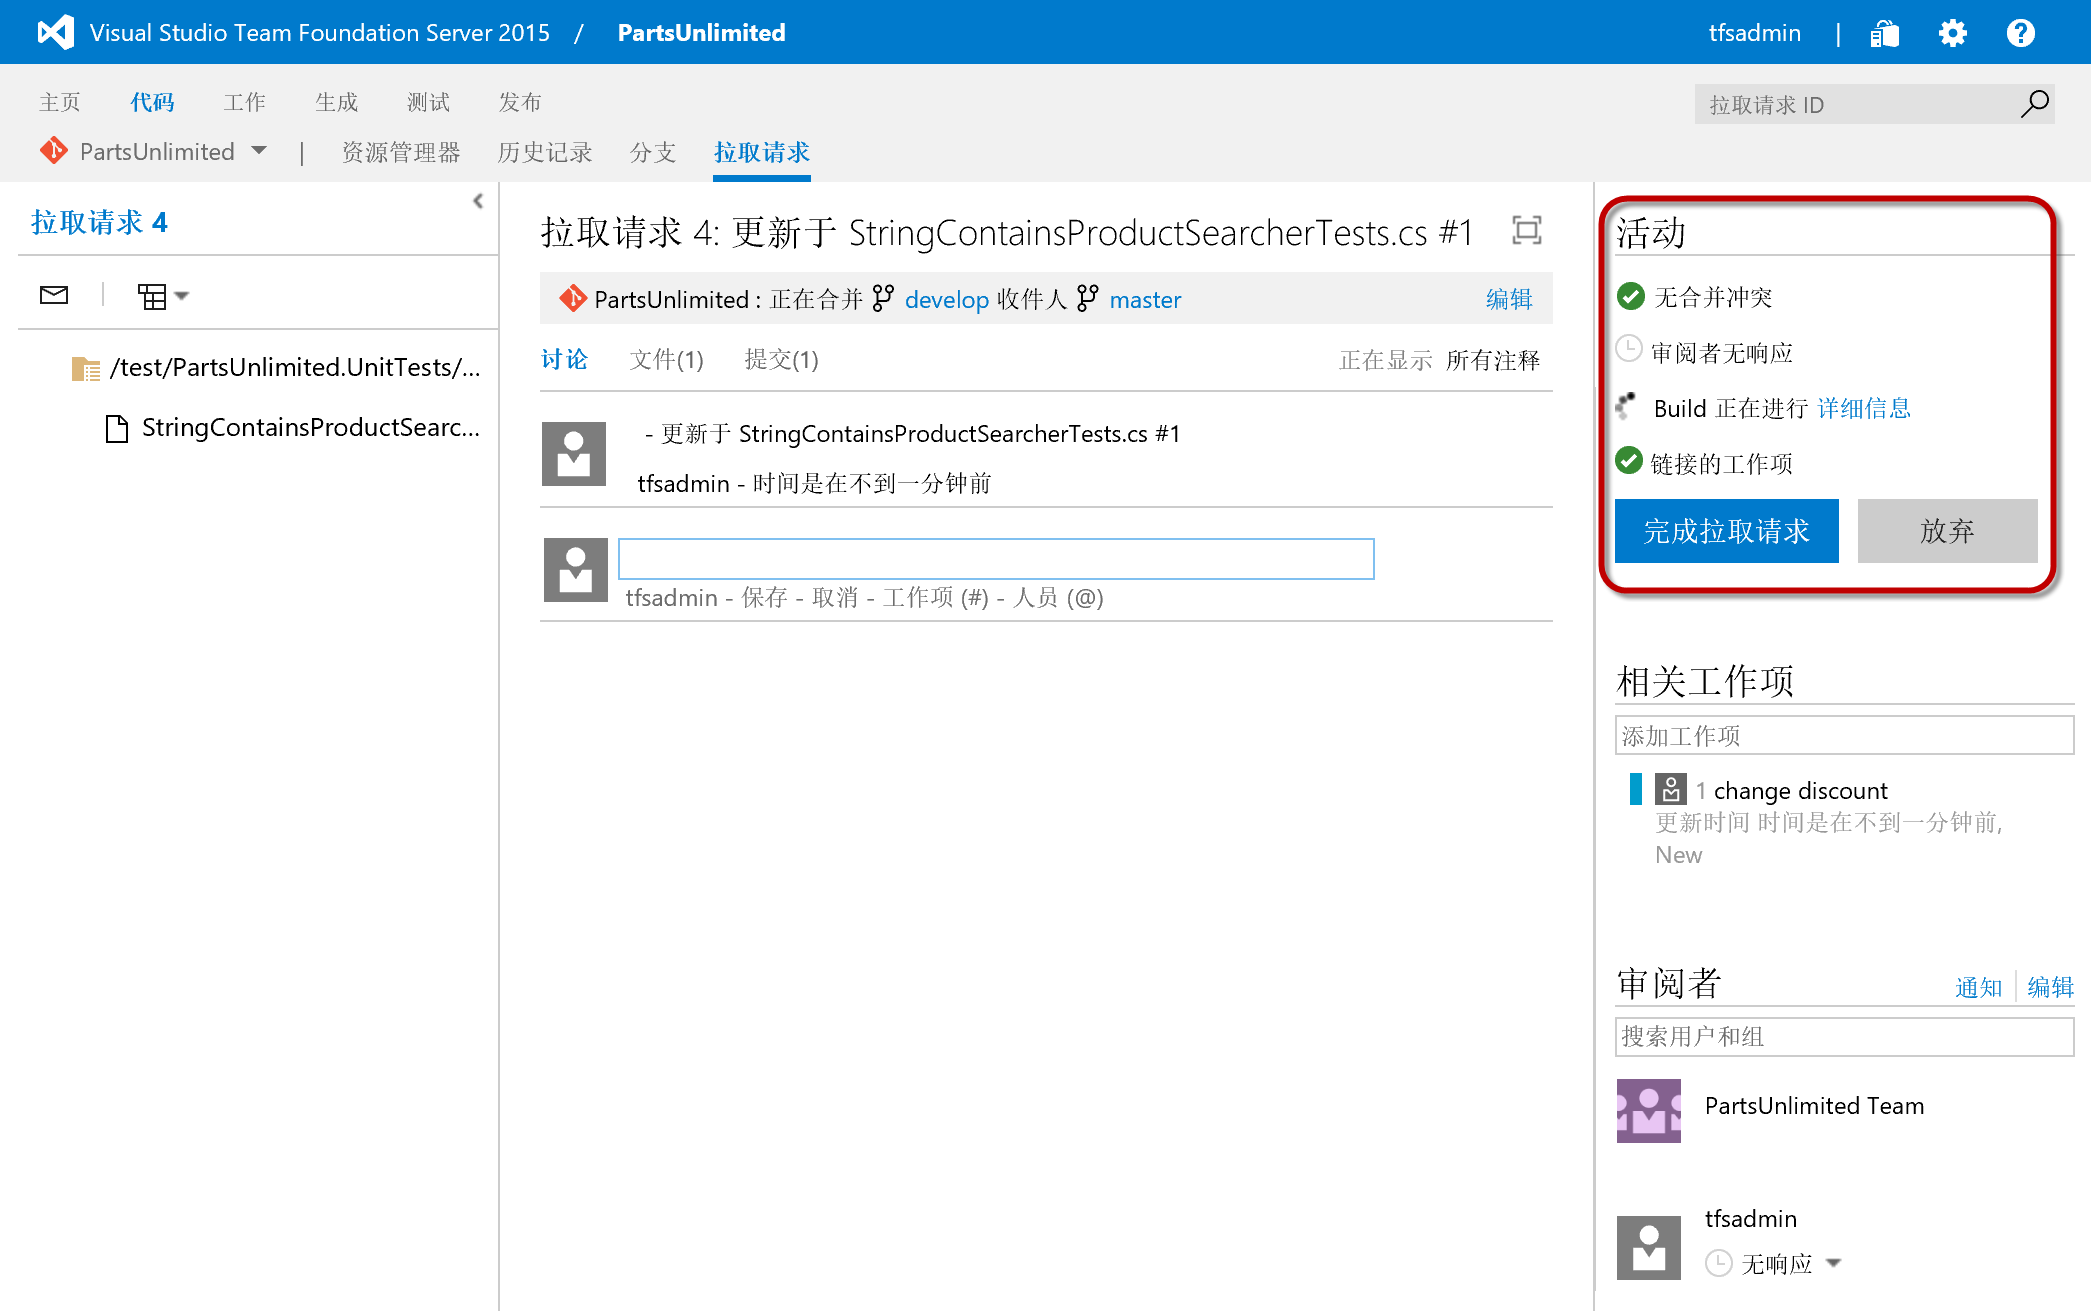 Visual Studio Team Foundation Server 2015 / PartsUnlimited
tfsadmin |
主页 代码 工作 生成 测试 发布
拉取请求 ID
PartsUnlimited | 资源管理器 历史记录 分支 拉取请求
拉取请求 4
/test/PartsUnlimited.UnitTests/...
StringContainsProductSearc...
拉取请求 4: 更新于 StringContainsProductSearcherTests.cs #1
PartsUnlimited : 正在合并 develop 收件人 master 编辑
讨论 文件(1) 提交(1) 正在显示 所有注释
- 更新于 StringContainsProductSearcherTests.cs #1
tfsadmin - 时间是在不到一分钟前
tfsadmin - 保存 - 取消 - 工作项 (#) - 人员 (@)
活动
无合并冲突
审阅者无响应
Build 正在进行 详细信息
链接的工作项
完成拉取请求 放弃
相关工作项
添加工作项
1 change discount
更新时间 时间是在不到一分钟前,
New
审阅者 通知 编辑
搜索用户和组
PartsUnlimited Team
tfsadmin
无响应